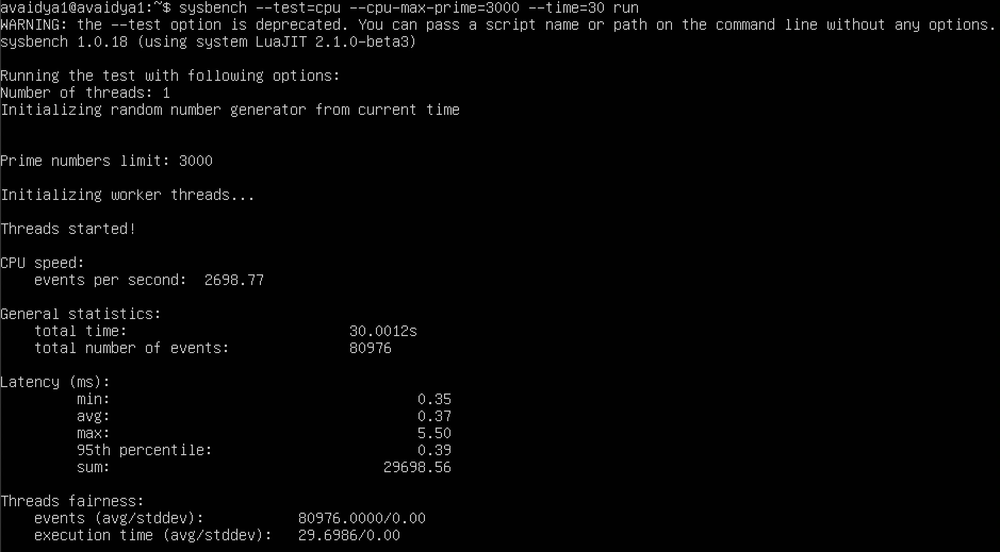 avaidya1@avaidya1:~$ sysbench --test=cpu --cpu-max-prime=3000 --time=30 run
WARNING: the --test option is deprecated. You can pass a script name or path on the command line without any options.
sysbench 1.0.18 (using system LuaJIT 2.1.0-beta3)
Running the test with following options:
Number of threads: 1
Initializing random number generator from current time
Prime numbers limit: 3000
Initializing worker threads...
Threads started!
CPU speed:
    events per second:  2698.77
General statistics:
    total time:                          30.0012s
    total number of events:              80976
Latency (ms):
         min:                                    0.35
         avg:                                    0.37
         max:                                    5.50
         95th percentile:                        0.39
         sum:                                29698.56
Threads fairness:
    events (avg/stddev):           80976.0000/0.00
    execution time (avg/stddev):   29.6986/0.00